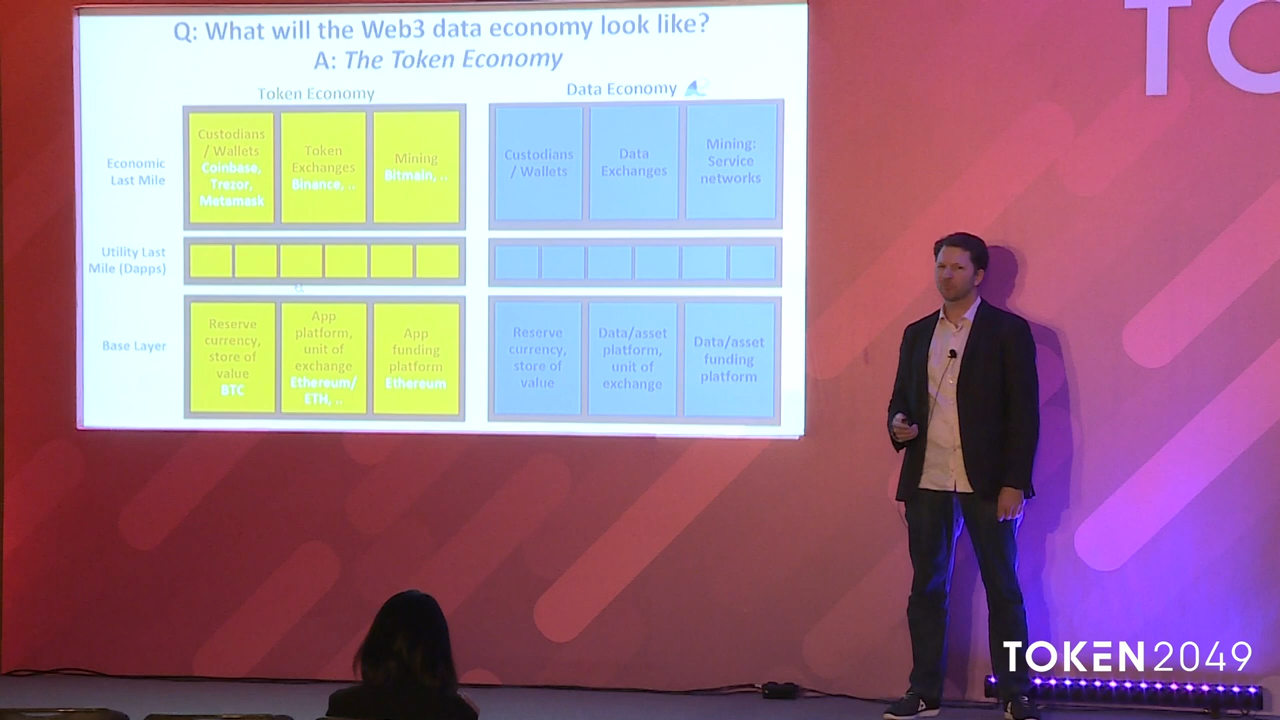 TO
Q: What will the Web3 data economy look like?
A: The Token Economy
Token Economy
Data Economy
Economic
Last Mile
Custodians
/ Wallets
Coinbase,
Trezor,
Metamask
Token
Exchanges
Binance, ..
Mining
Bitmain, ..
Custodians
/ Wallets
Data
Exchanges
Mining:
Service
networks
Utility Last
Mile (Dapps)
Base Layer
Reserve
currency,
store of
value
BTC
App
platform,
unit of
exchange
Ethereum/
ETH, ..
App
funding
platform
Ethereum
Reserve
currency,
store of
value
Data/asset
platform,
unit of
exchange
Data/asset
funding
platform
TOKEN2049